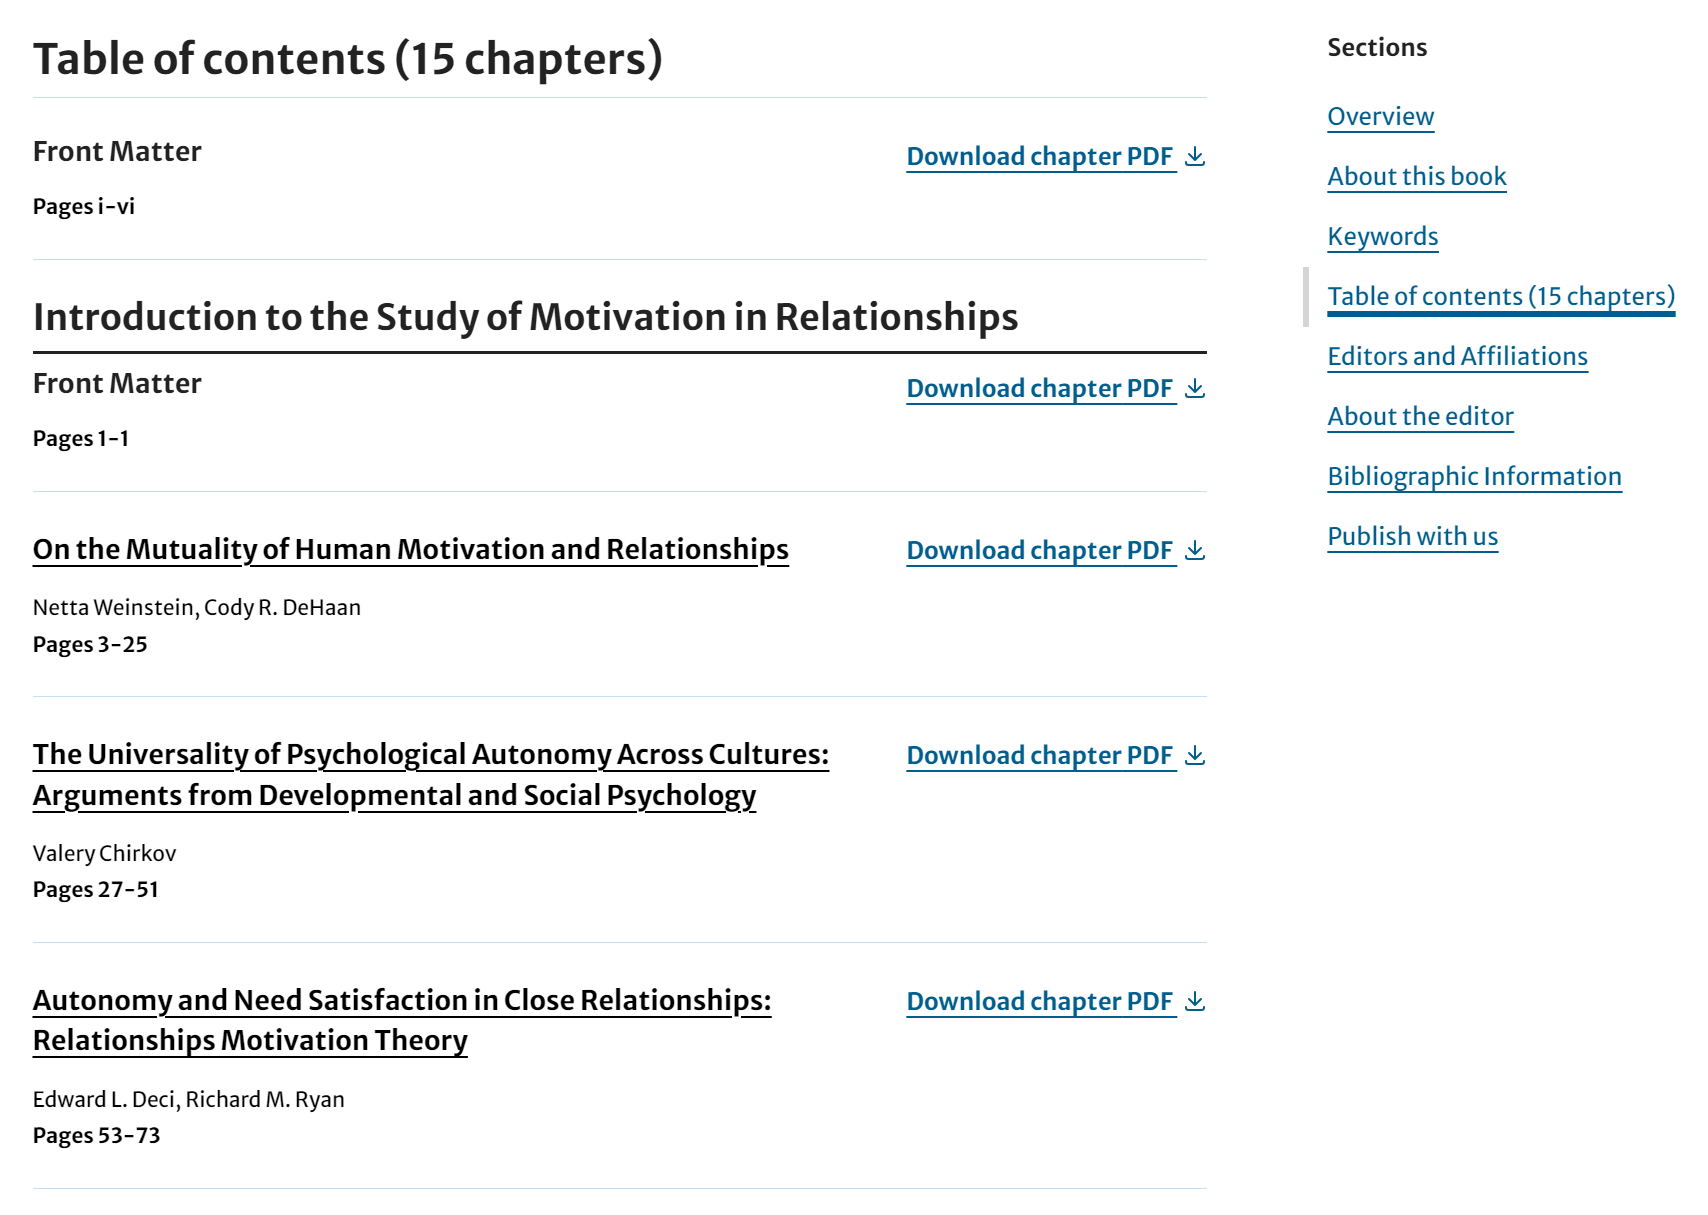 Table of contents (15 chapters)
Front Matter
Download chapter PDF
Pages i-vi
Introduction to the Study of Motivation in Relationships
Front Matter
Download chapter PDF
Pages 1-1
On the Mutuality of Human Motivation and Relationships
Download chapter PDF
Netta Weinstein, Cody R. DeHaan
Pages 3-25
The Universality of Psychological Autonomy Across Cultures:
Arguments from Developmental and Social Psychology
Download chapter PDF
Valery Chirkov
Pages 27-51
Autonomy and Need Satisfaction in Close Relationships:
Relationships Motivation Theory
Download chapter PDF
Edward L. Deci, Richard M. Ryan
Pages 53-73
Sections
Overview
About this book
Keywords
Table of contents (15 chapters)
Editors and Affiliations
About the editor
Bibliographic Information
Publish with us